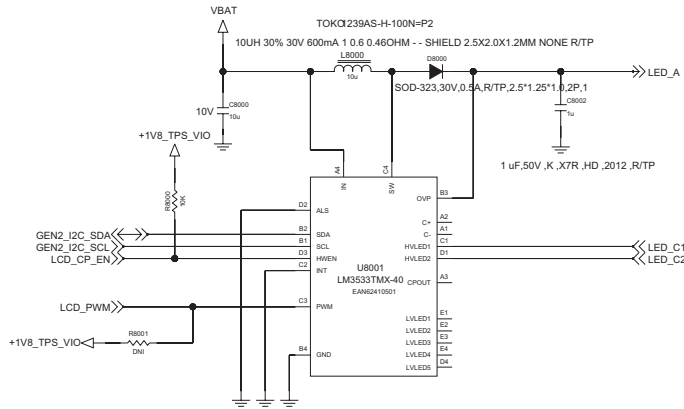 VBAT
TOKO1239AS-H-100N=P2
10UH 30% 30V 600mA 1 0.6 0.46OHM - - SHIELD 2.5X2.0X1.2MM NONE R/TP
L8000
10u
D8000
LED_A
SOD-323,30V,0.5A,R/TP,2.5*1.25*1.0,2P,1
10V
C8000
10u
C8002
1u
+1V8_TPS_VIO
1 uF,50V ,K ,X7R ,HD ,2012 ,R/TP
R8000
10K
A4
C4
IN
SW
B3
OVP
D2
ALS
A2
C+
GEN2_I2C_SDA
B2
SDA
A1
C-
GEN2_I2C_SCL
B1
SCL
C1
HVLED1
LED_C1
LCD_CP_EN
D3
HWEN
D1
HVLED2
LED_C2
C2
INT
U8001
LM3533TMX-40
EAN62410501
A3
CPOUT
LCD_PWM
C3
PWM
E1
LVLED1
E2
LVLED2
E3
LVLED3
E4
LVLED4
D4
LVLED5
+1V8_TPS_VIO
R8001
DNI
B4
GND